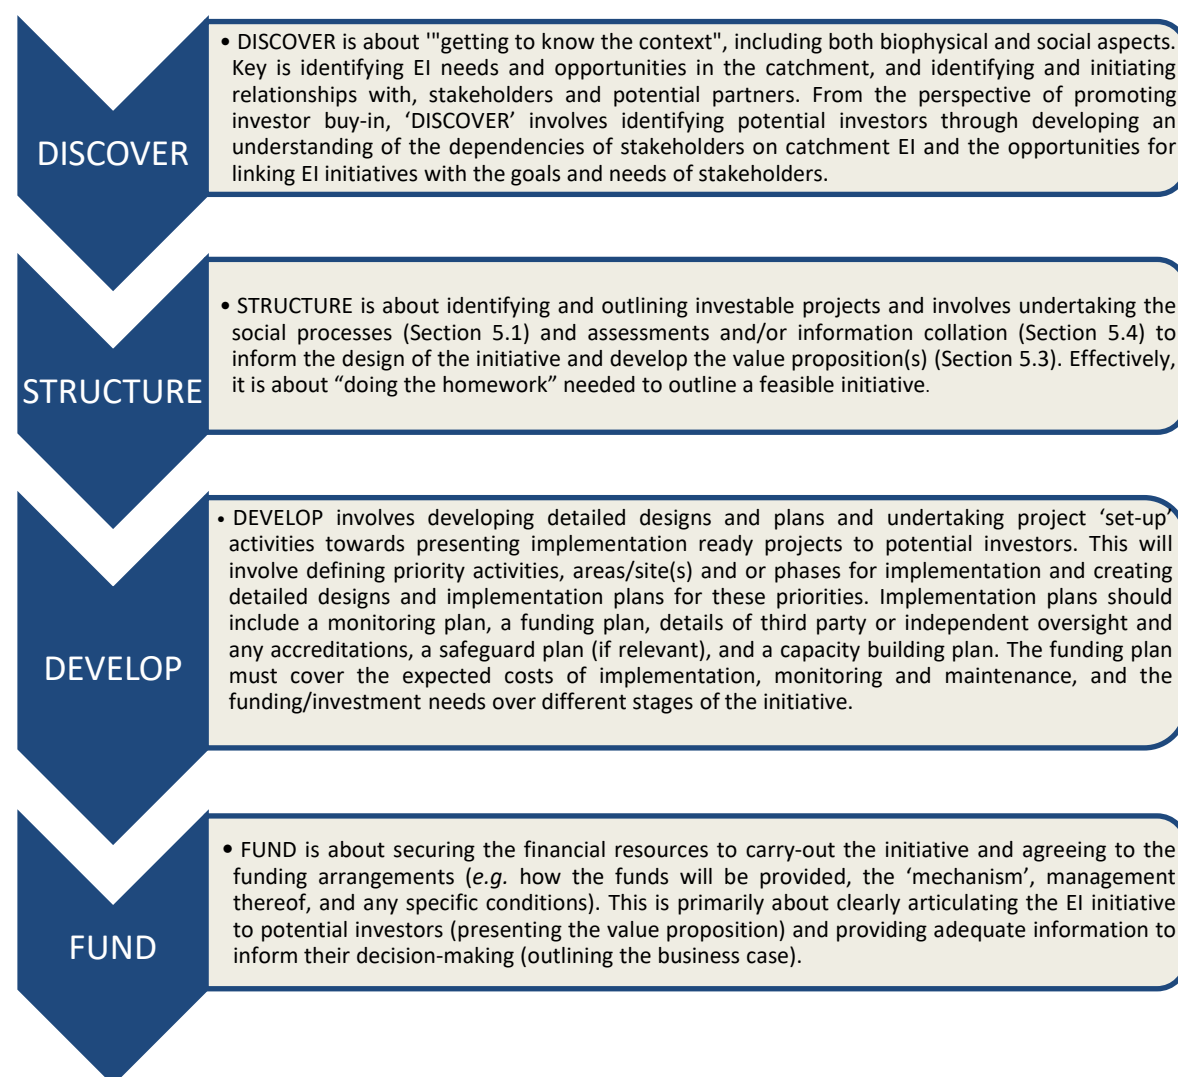 DISCOVER
• DISCOVER is about '"getting to know the context", including both biophysical and social aspects.
Key is identifying EI needs and opportunities in the catchment, and identifying and initiating
relationships with, stakeholders and potential partners. From the perspective of promoting
investor buy-in, ‘DISCOVER’ involves identifying potential investors through developing an
understanding of the dependencies of stakeholders on catchment EI and the opportunities for
linking EI initiatives with the goals and needs of stakeholders.
STRUCTURE
• STRUCTURE is about identifying and outlining investable projects and involves undertaking the
social processes (Section 5.1) and assessments and/or information collation (Section 5.4) to
inform the design of the initiative and develop the value proposition(s) (Section 5.3). Effectively,
it is about “doing the homework” needed to outline a feasible initiative.
DEVELOP
• DEVELOP involves developing detailed designs and plans and undertaking project ‘set-up’
activities towards presenting implementation ready projects to potential investors. This will
involve defining priority activities, areas/site(s) and or phases for implementation and creating
detailed designs and implementation plans for these priorities. Implementation plans should
include a monitoring plan, a funding plan, details of third party or independent oversight and
any accreditations, a safeguard plan (if relevant), and a capacity building plan. The funding plan
must cover the expected costs of implementation, monitoring and maintenance, and the
funding/investment needs over different stages of the initiative.
FUND
• FUND is about securing the financial resources to carry-out the initiative and agreeing to the
funding arrangements (e.g. how the funds will be provided, the ‘mechanism’, management
thereof, and any specific conditions). This is primarily about clearly articulating the EI initiative
to potential investors (presenting the value proposition) and providing adequate information to
inform their decision-making (outlining the business case).